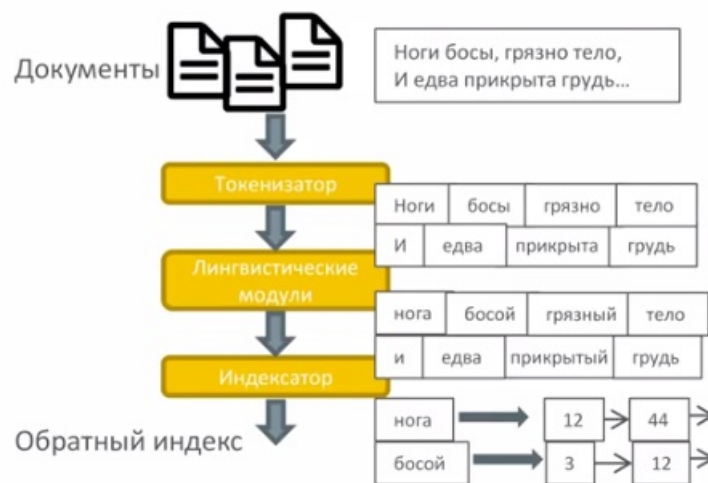 Документы
Ноги босы, грязно тело,
И едва прикрыта грудь...
Токенизатор
Ноги босы грязно тело
И едва прикрыта грудь
Лингвистические
модули
нога босой грязный тело
и едва прикрытый грудь
Индексатор
Обратный индекс
нога 12 44
босой 3 12